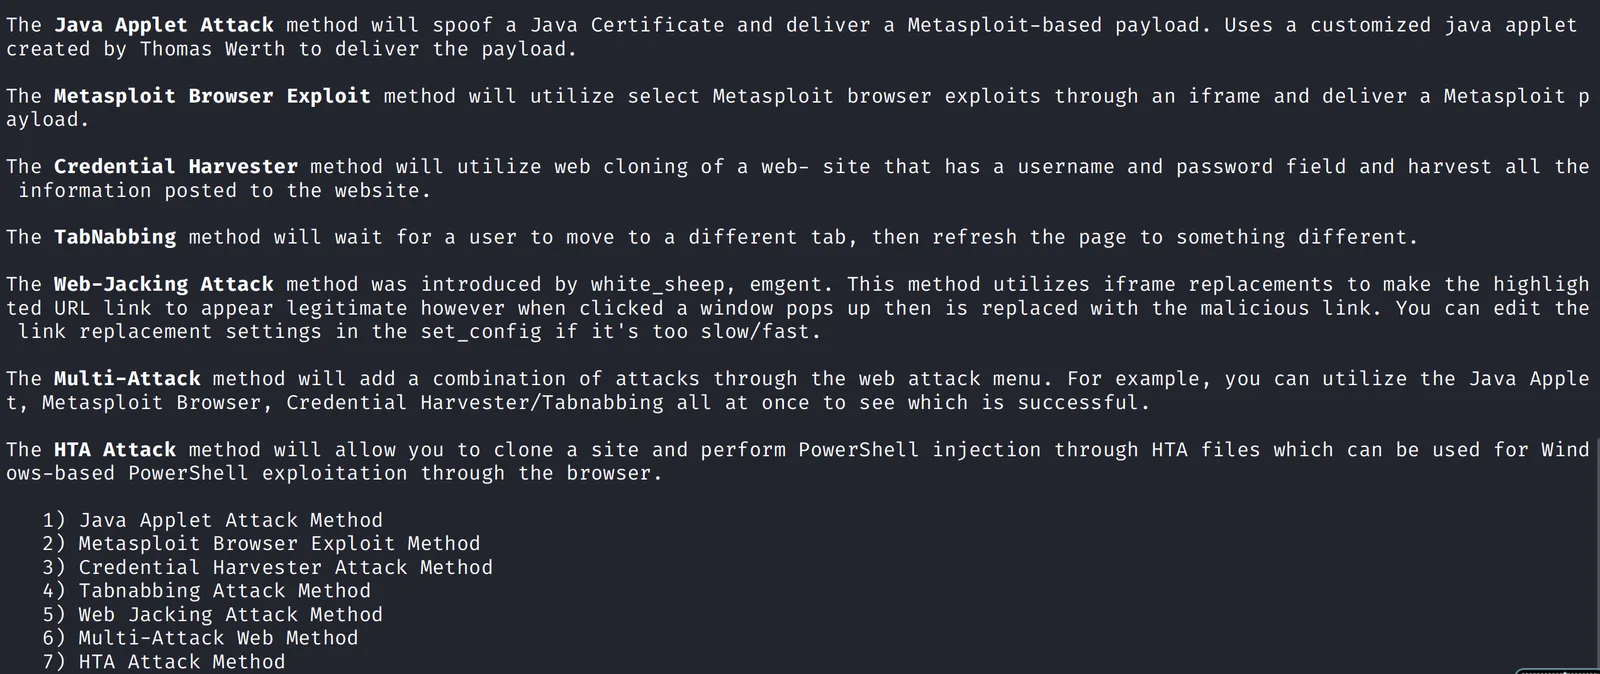 The Java Applet Attack method will spoof a Java Certificate and deliver a Metasploit-based payload. Uses a customized java applet
created by Thomas Werth to deliver the payload.
The Metasploit Browser Exploit method will utilize select Metasploit browser exploits through an iframe and deliver a Metasploit p
ayload.
The Credential Harvester method will utilize web cloning of a web- site that has a username and password field and harvest all the
information posted to the website.
The TabNabbing method will wait for a user to move to a different tab, then refresh the page to something different.
The Web-Jacking Attack method was introduced by white_sheep, emgent. This method utilizes iframe replacements to make the highligh
ted URL link to appear legitimate however when clicked a window pops up then is replaced with the malicious link. You can edit the
link replacement settings in the set_config if it's too slow/fast.
The Multi-Attack method will add a combination of attacks through the web attack menu. For example, you can utilize the Java Apple
t, Metasploit Browser, Credential Harvester/Tabnabbing all at once to see which is successful.
The HTA Attack method will allow you to clone a site and perform PowerShell injection through HTA files which can be used for Wind
ows-based PowerShell exploitation through the browser.
1) Java Applet Attack Method
2) Metasploit Browser Exploit Method
3) Credential Harvester Attack Method
4) Tabnabbing Attack Method
5) Web Jacking Attack Method
6) Multi-Attack Web Method
7) HTA Attack Method